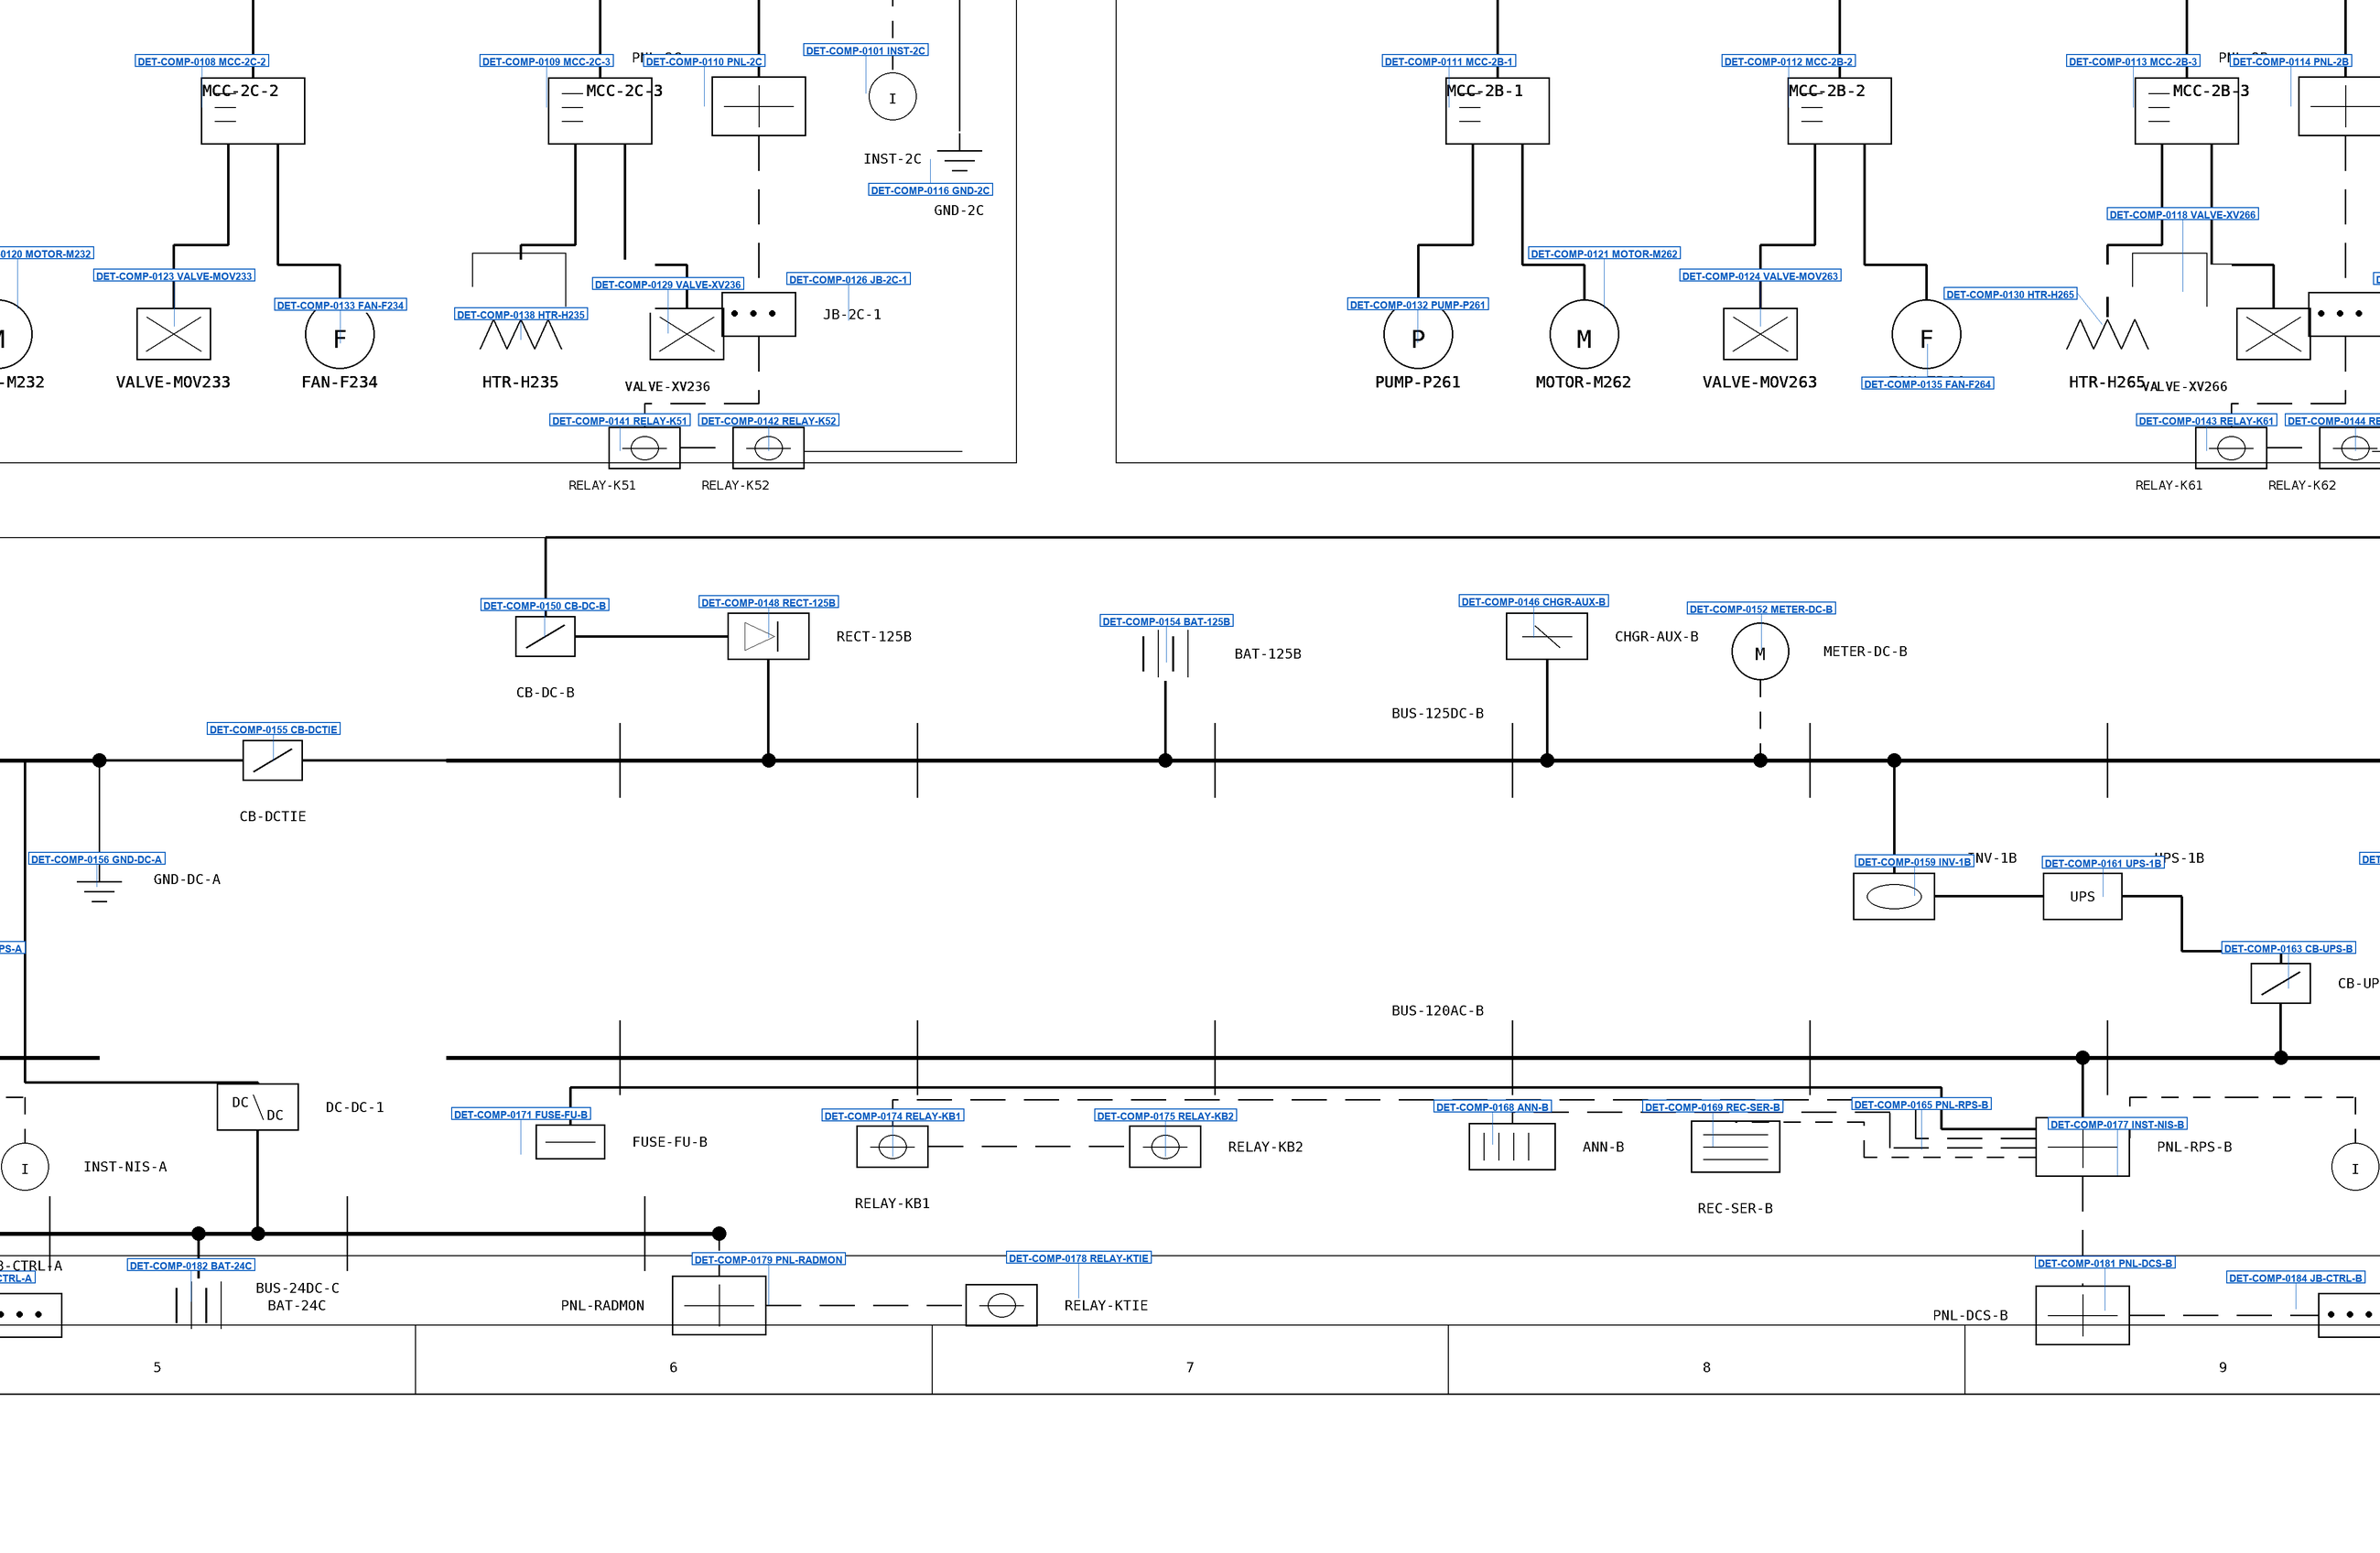 DET-COMP-0108 MCC-2C-2
DET-COMP-0109 MCC-2C-3
DET-COMP-0110 PNL-2C
DET-COMP-0101 INST-2C
DET-COMP-0111 MCC-2B-1
DET-COMP-0112 MCC-2B-2
DET-COMP-0113 MCC-2B-3
DET-COMP-0114 PNL-2B
MCC-2C-2
MCC-2C-3
I
MCC-2B-1
MCC-2B-2
MCC-2B-3
INST-2C
DET-COMP-0116 GND-2C
GND-2C
DET-COMP-0118 VALVE-XV266
0120 MOTOR-M232
DET-COMP-0121 MOTOR-M262
DET-COMP-0123 VALVE-MOV233
DET-COMP-0129 VALVE-XV236
DET-COMP-0126 JB-2C-1
DET-COMP-0124 VALVE-MOV263
DET-COMP-0130 HTR-H265
DET-COMP-0133 FAN-F234
DET-COMP-0138 HTR-H235
JB-2C-1
DET-COMP-0132 PUMP-P261
F
P
M
F
-M232
VALVE-MOV233
FAN-F234
HTR-H235
VALVE-XV236
PUMP-P261
MOTOR-M262
VALVE-MOV263
DET-COMP-0135 FAN-F264
HTR-H265
VALVE-XV266
DET-COMP-0141 RELAY-K51
DET-COMP-0142 RELAY-K52
DET-COMP-0143 RELAY-K61
DET-COMP-0144 RE
RELAY-K51
RELAY-K52
RELAY-K61
RELAY-K62
DET-COMP-0150 CB-DC-B
DET-COMP-0148 RECT-125B
DET-COMP-0154 BAT-125B
DET-COMP-0146 CHGR-AUX-B
DET-COMP-0152 METER-DC-B
RECT-125B
BAT-125B
CHGR-AUX-B
M
METER-DC-B
CB-DC-B
BUS-125DC-B
DET-COMP-0155 CB-DCTIE
CB-DCTIE
DET-COMP-0156 GND-DC-A
GND-DC-A
DET-COMP-0159 INV-1B
INV-1B
DET-COMP-0161 UPS-1B
UPS-1B
UPS
PS-A
DET-COMP-0163 CB-UPS-B
CB-UP
BUS-120AC-B
DC
DC
DC-DC-1
DET-COMP-0171 FUSE-FU-B
DET-COMP-0174 RELAY-KB1
DET-COMP-0175 RELAY-KB2
DET-COMP-0168 ANN-B
DET-COMP-0169 REC-SER-B
DET-COMP-0165 PNL-RPS-B
DET-COMP-0177 INST-NIS-B
FUSE-FU-B
RELAY-KB2
ANN-B
PNL-RPS-B
I
INST-NIS-A
I
RELAY-KB1
REC-SER-B
B-CTRL-A
CTRL-A
DET-COMP-0182 BAT-24C
DET-COMP-0179 PNL-RADMON
DET-COMP-0178 RELAY-KTIE
DET-COMP-0181 PNL-DCS-B
DET-COMP-0184 JB-CTRL-B
BUS-24DC-C
BAT-24C
PNL-RADMON
RELAY-KTIE
PNL-DCS-B
5
6
7
8
9